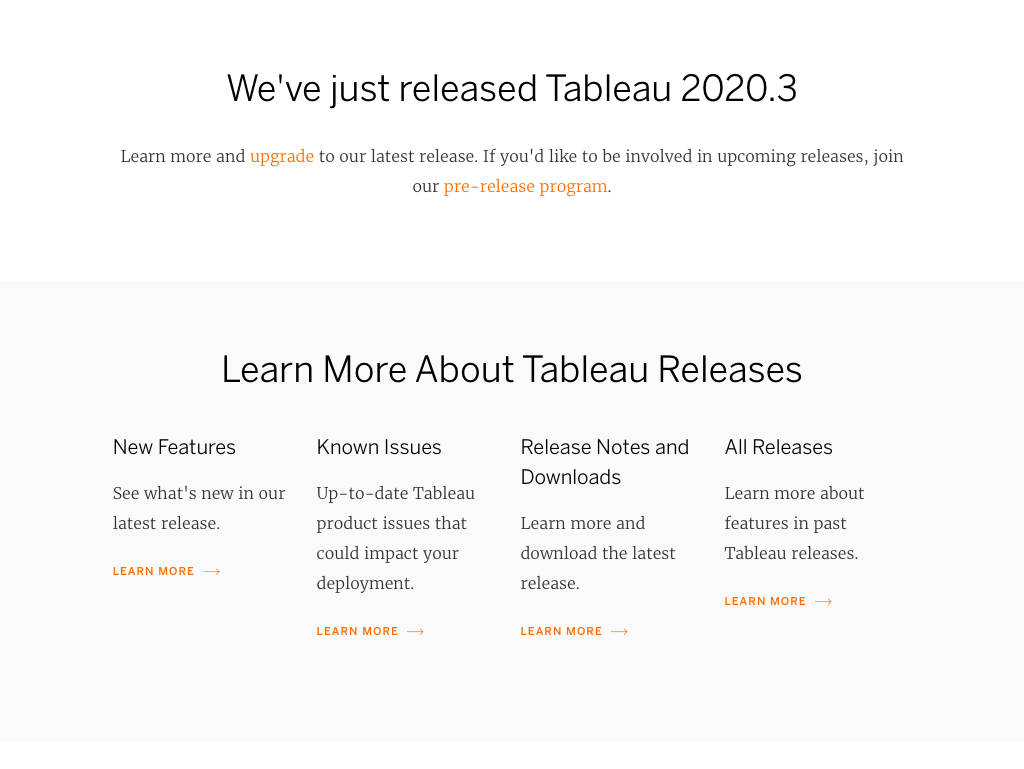 We've just released Tableau 2020.3
Learn more and upgrade to our latest release. If you'd like to be involved in upcoming releases, join
our pre-release program.
Learn More About Tableau Releases
New Features
See what's new in our
latest release.
LEARN MORE
Known Issues
Up-to-date Tableau
product issues that
could impact your
deployment.
LEARN MORE
Release Notes and
Downloads
Learn more and
download the latest
release.
LEARN MORE
All Releases
Learn more about
features in past
Tableau releases.
LEARN MORE